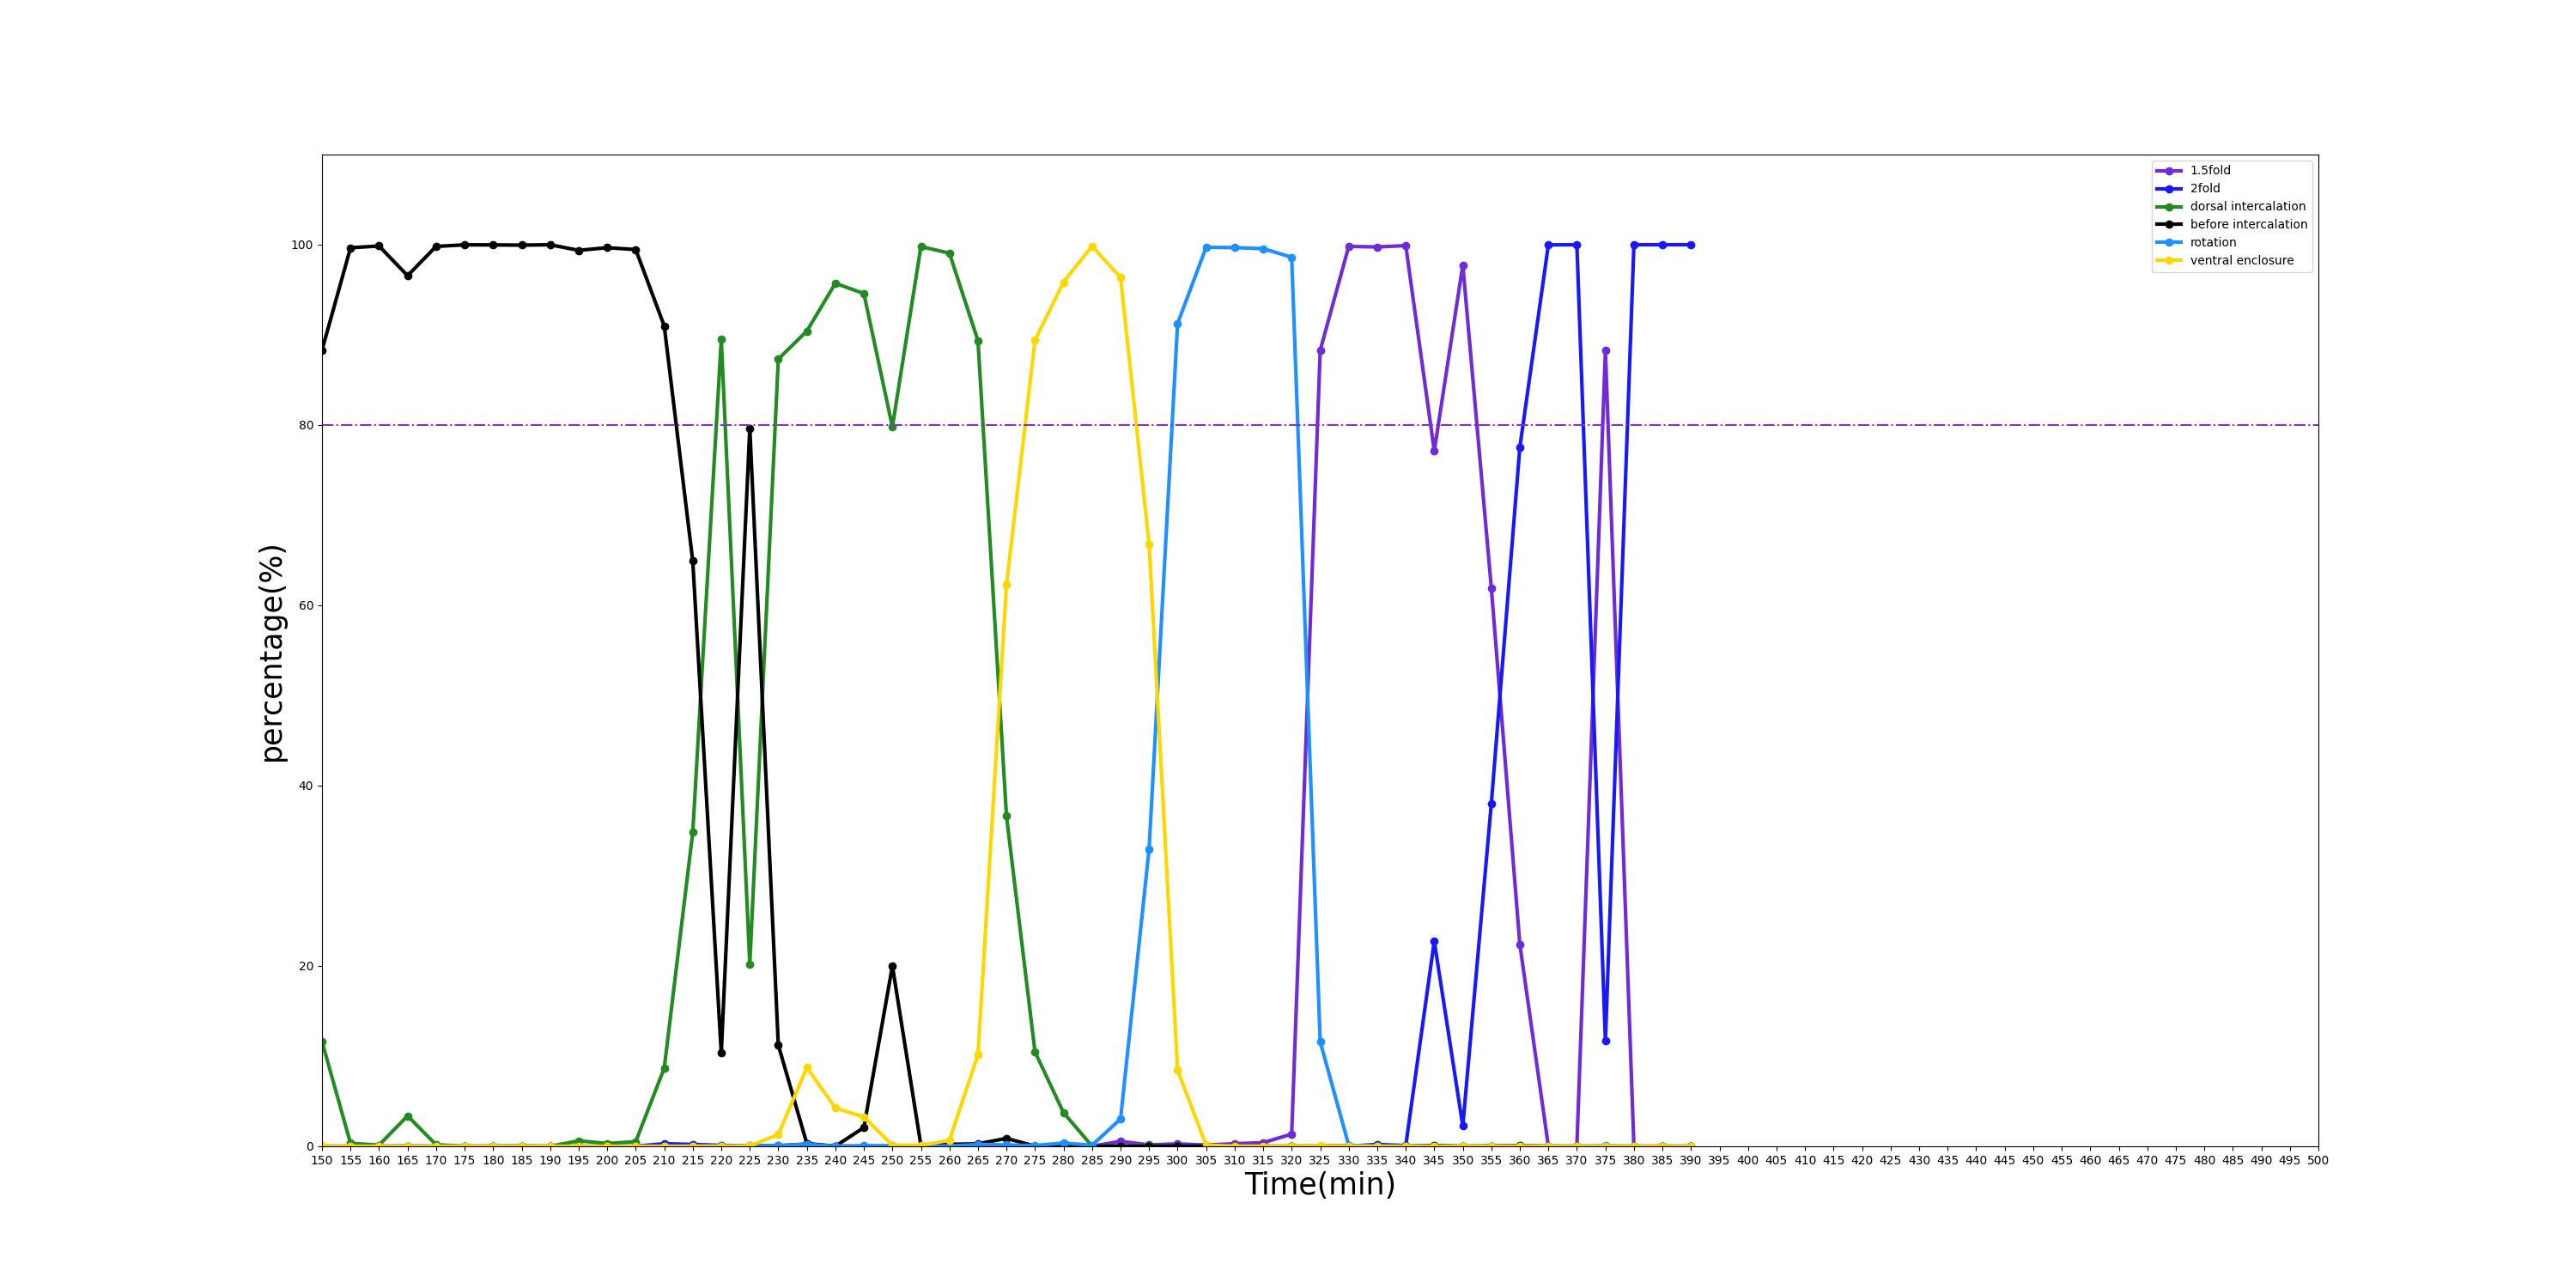 1.5fold
2fold
dorsal intercalation
before intercalation
rotation
ventral enclosure
100
80
60
40
20
0
percentage(%)
150 155 160 165 170 175 180 185 190 195 200 205 210 215 220 225 230 235 240 245 250 255 260 265 270 275 280 285 290 295 300 305 310 315 320 325 330 335 340 345 350 355 360 365 370 375 380 385 390 395 400 405 410 415 420 425 430 435 440 445 450 455 460 465 470 475 480 485 490 495 500
Time(min)